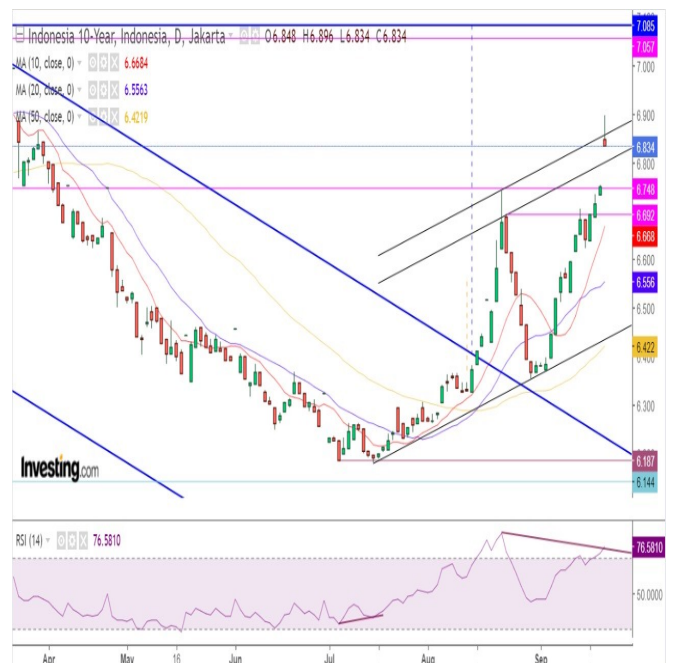 7.085
Indonesia 10-Year, Indonesia, D, Jakarta O6.848 H6.896 L6.834 C6.834
7.057
MA (10, close, 0) 6.6684
7.000
MA (20, close, 0) 6.5563
MA (50, close, 0) 6.4219
6.900
6.834
6.800
6.748
6.692
6.668
6.600
6.556
6.500
6.422
6.400
6.300
6.187
6.144
Investing.com
RSI (14) 76.5810
76.5810
50.0000
Apr May 16 Jun Jul Aug Sep